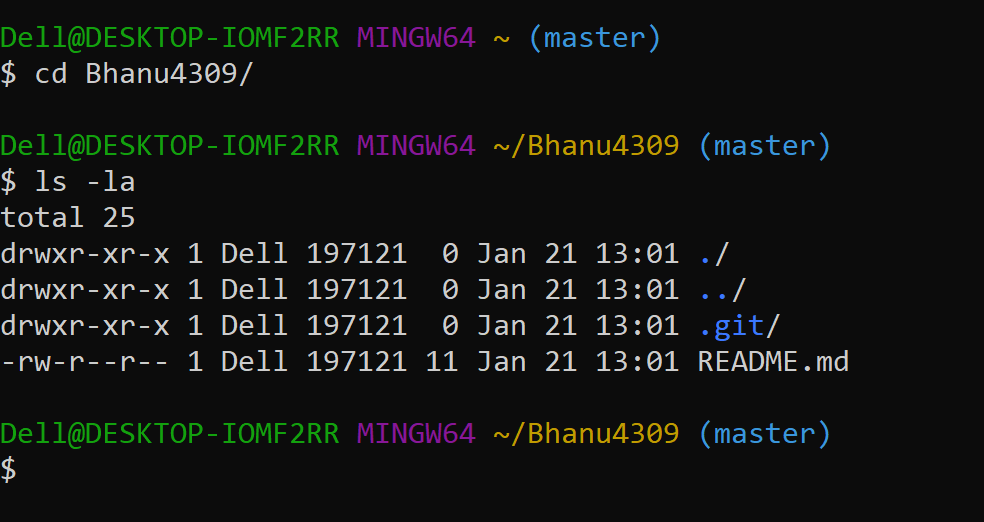 Dell@DESKTOP-IOMF2RR MINGW64 ~ (master)
$ cd Bhanu4309/
Dell@DESKTOP-IOMF2RR MINGW64 ~/Bhanu4309 (master)
$ ls -la
total 25
drwxr-xr-x 1 Dell 197121  0 Jan 21 13:01 ./
drwxr-xr-x 1 Dell 197121  0 Jan 21 13:01 ../
drwxr-xr-x 1 Dell 197121  0 Jan 21 13:01 .git/
-rw-r--r-- 1 Dell 197121 11 Jan 21 13:01 README.md
Dell@DESKTOP-IOMF2RR MINGW64 ~/Bhanu4309 (master)
$